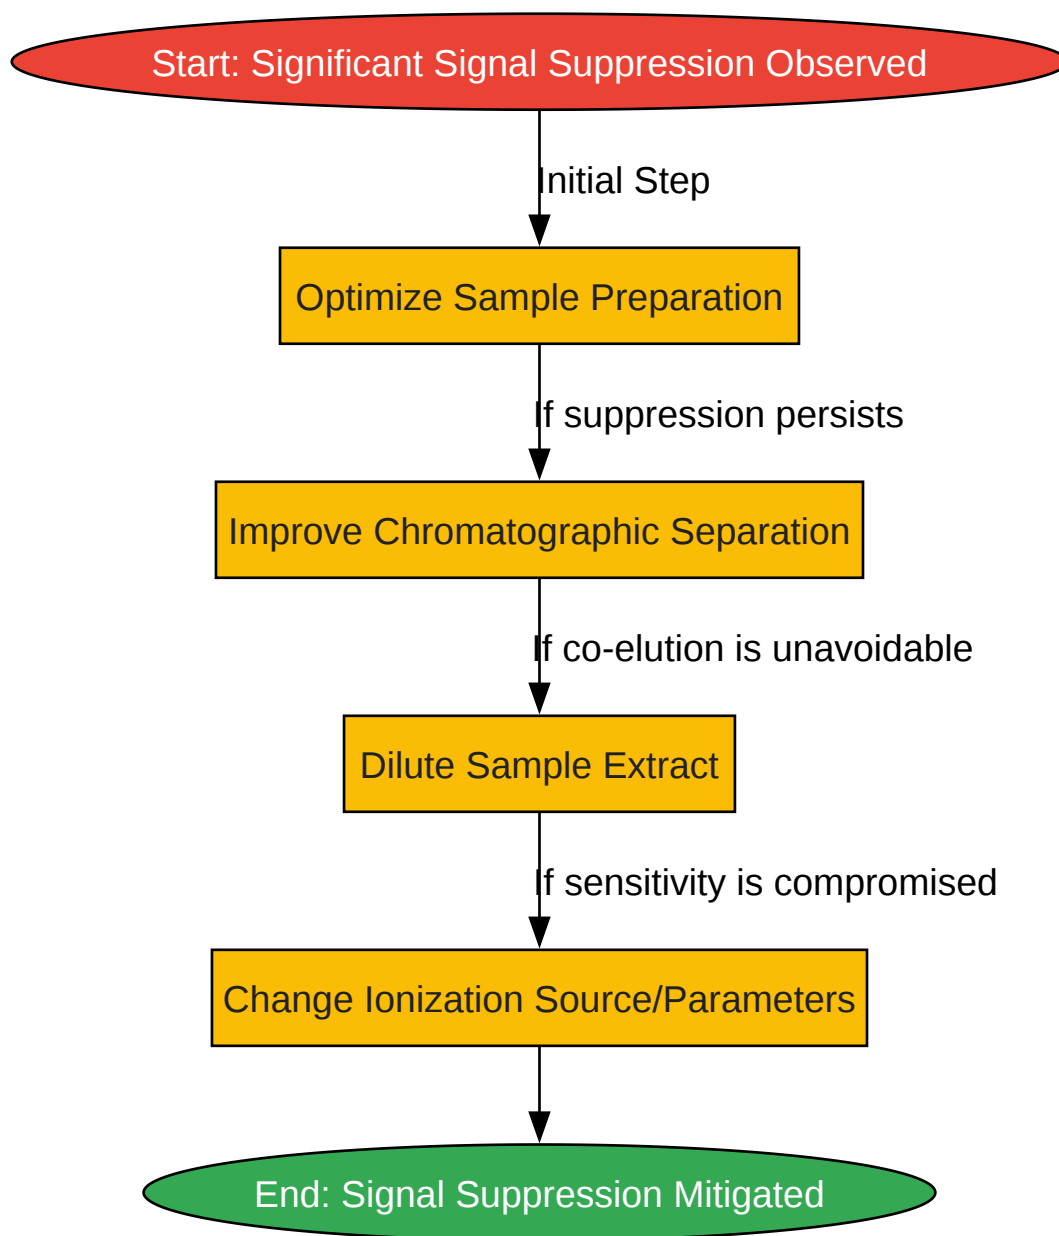 Start: Significant Signal Suppression Observed
Initial Step
Optimize Sample Preparation
If suppression persists
Improve Chromatographic Separation
If co-elution is unavoidable
Dilute Sample Extract
If sensitivity is compromised
Change Ionization Source/Parameters
End: Signal Suppression Mitigated